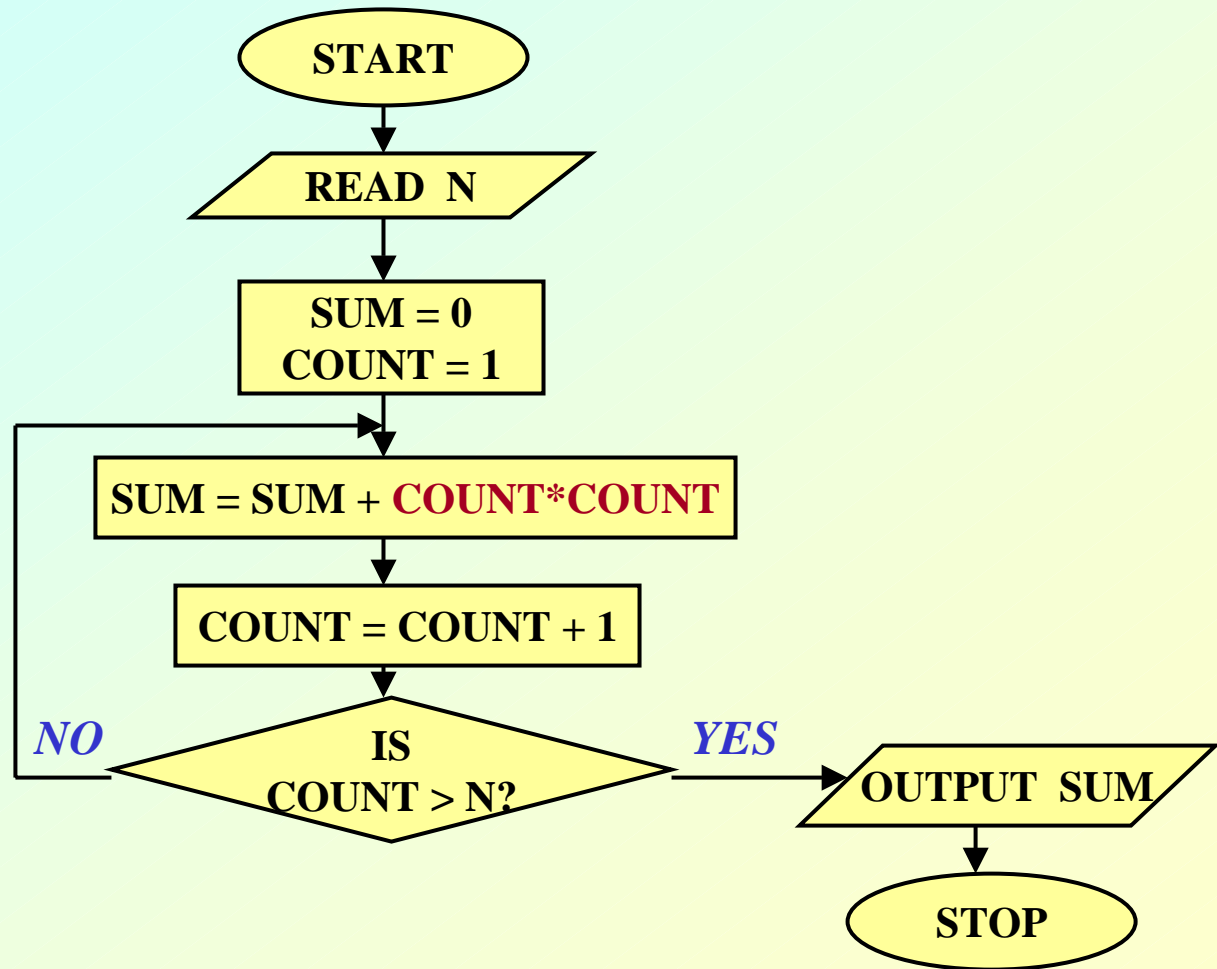 START
READ N
SUM = 0
COUNT = 1
SUM = SUM + COUNT*COUNT
COUNT = COUNT + 1
IS
COUNT > N?
NO
YES
OUTPUT SUM
STOP